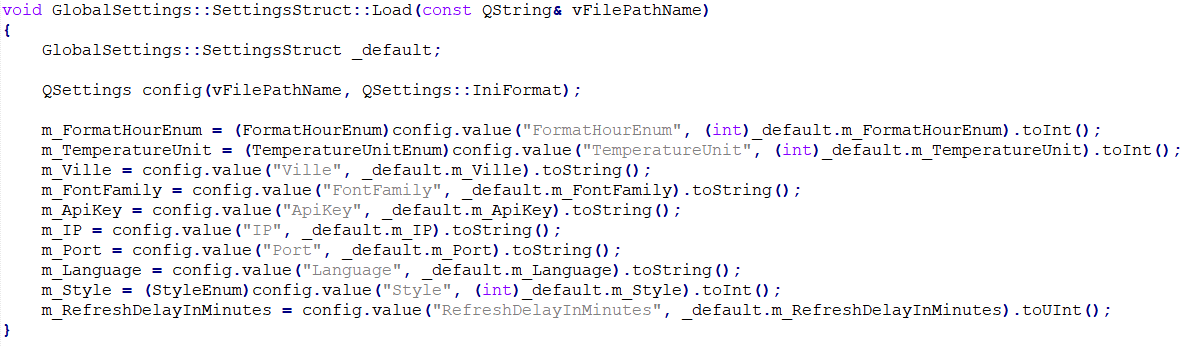 void GlobalSettings::SettingsStruct::Load(const QString& vFilePathName)
{
    GlobalSettings::SettingsStruct _default;

    QSettings config(vFilePathName, QSettings::IniFormat);

    m_FormatHourEnum = (FormatHourEnum)config.value("FormatHourEnum", (int)_default.m_FormatHourEnum).toInt();
    m_TemperatureUnit = (TemperatureUnitEnum)config.value("TemperatureUnit", (int)_default.m_TemperatureUnit).toInt();
    m_Ville = config.value("Ville", _default.m_Ville).toString();
    m_FontFamily = config.value("FontFamily", _default.m_FontFamily).toString();
    m_ApiKey = config.value("ApiKey", _default.m_ApiKey).toString();
    m_IP = config.value("IP", _default.m_IP).toString();
    m_Port = config.value("Port", _default.m_Port).toString();
    m_Language = config.value("Language", _default.m_Language).toString();
    m_Style = (StyleEnum)config.value("Style", (int)_default.m_Style).toInt();
    m_RefreshDelayInMinutes = config.value("RefreshDelayInMinutes", _default.m_RefreshDelayInMinutes).toUInt();
}